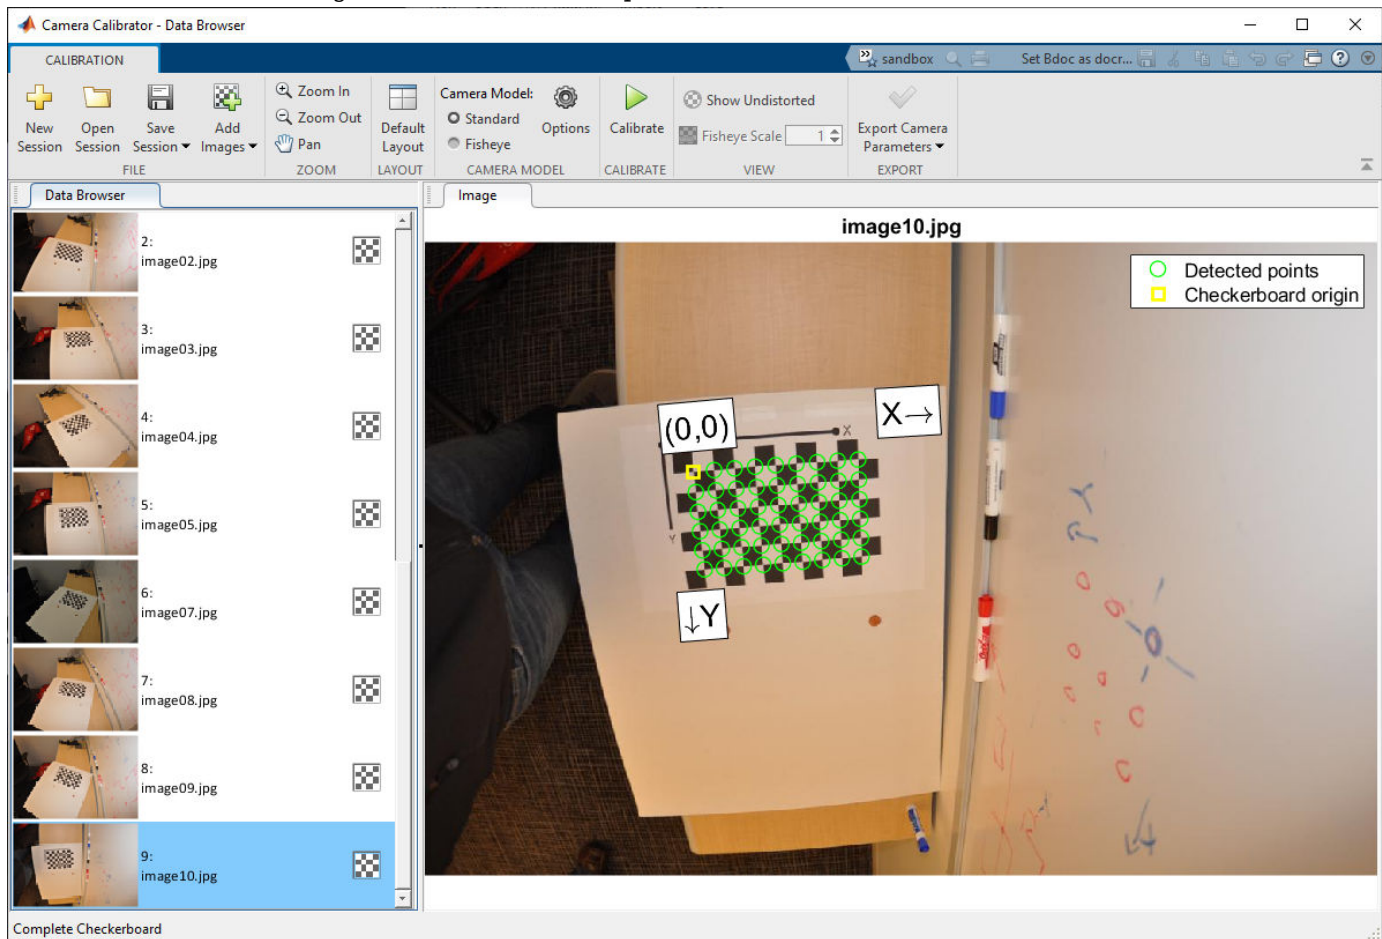 Camera Calibrator - Data Browser
CALIBRATION
sandbox
Set Bdoc as docr...
New Session
Open Session
Save Session
Add Images
FILE
Zoom In
Zoom Out
Pan
ZOOM
Default Layout
LAYOUT
Camera Model:
Standard
Fisheye
Options
CAMERA MODEL
Calibrate
CALIBRATE
Show Undistorted
Fisheye Scale 1
VIEW
Export Camera Parameters
EXPORT
Data Browser
Image
2:
image02.jpg
3:
image03.jpg
4:
image04.jpg
5:
image05.jpg
6:
image07.jpg
7:
image08.jpg
8:
image09.jpg
9:
image10.jpg
image10.jpg
Detected points
Checkerboard origin
(0,0)
X→
X
Y
↓Y
Complete Checkerboard